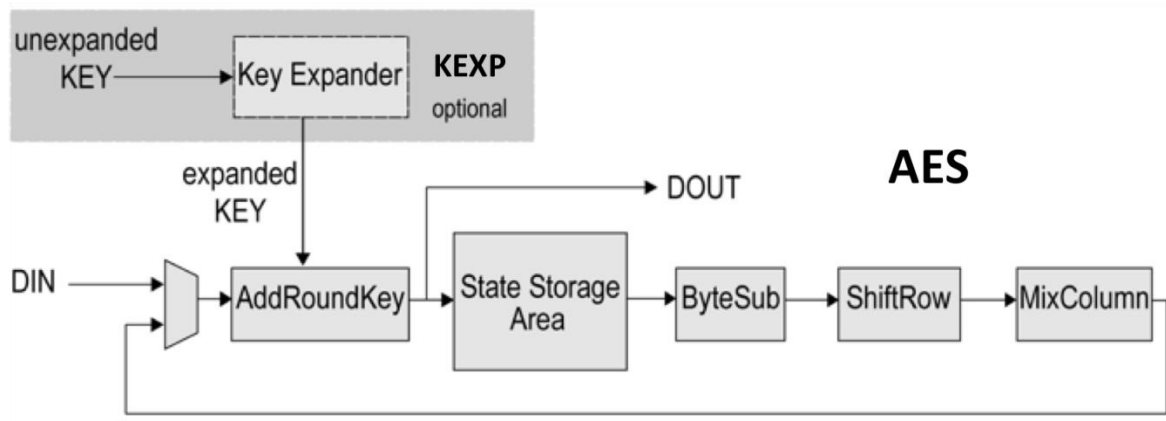 unexpanded
KEY
Key Expander
KEXP
optional
expanded
KEY
AES
DOUT
DIN
AddRoundKey
State Storage
Area
ByteSub
ShiftRow
MixColumn